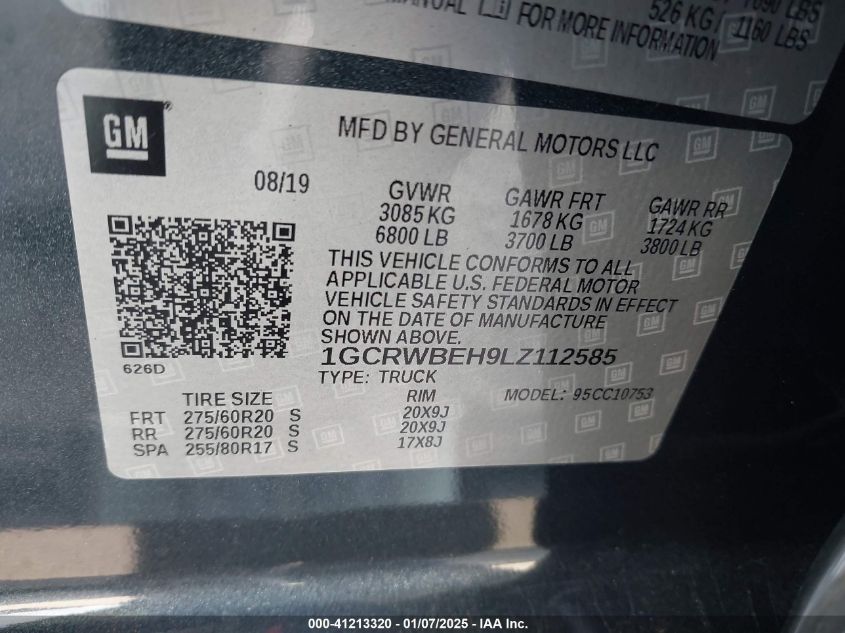 1090 LBS
526 KG / 1160 LBS
MANUAL FOR MORE INFORMATION
GM
MFD BY GENERAL MOTORS LLC
08/19
GVWR GAWR FRT GAWR RR
3085 KG 1678 KG 1724 KG
6800 LB 3700 LB 3800 LB
THIS VEHICLE CONFORMS TO ALL
APPLICABLE U.S. FEDERAL MOTOR
VEHICLE SAFETY STANDARDS IN EFFECT
ON THE DATE OF MANUFACTURE
SHOWN ABOVE.
626D
1GCRWBEH9LZ112585
TYPE: TRUCK MODEL: 95CC10753
TIRE SIZE RIM
FRT 275/60R20 S 20X9J
RR 275/60R20 S 20X9J
SPA 255/80R17 S 17X8J
000-41213320 - 01/07/2025 - IAA Inc.